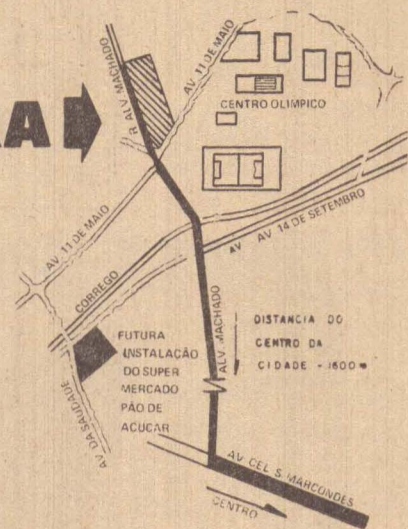 RA
R. ALV. MACHADO
AV. 11 DE MAIO
CENTRO OLIMPICO
AV. 11 DE MAIO
AV AV 14 DE SETEMBRO
CORREGO
ALV. MACHADO
DISTANCIA DO
CENTRO DA
CIDADE - 1600 m
FUTURA
INSTALAÇÃO
DO SUPER
MERCADO
PÃO DE
AÇUCAR
AV. DA SAUDADE
AV. CEL. S. MARCONDES
CENTRO